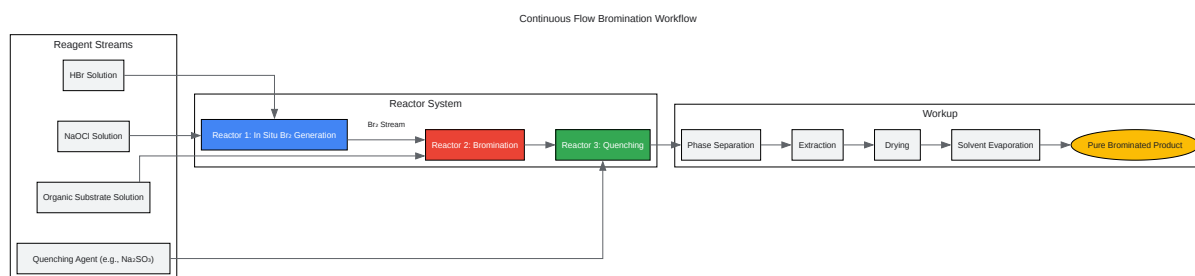 Continuous Flow Bromination Workflow
Reagent Streams
HBr Solution
NaOCl Solution
Organic Substrate Solution
Quenching Agent (e.g., Na₂SO₃)
Reactor System
Reactor 1: In Situ Br₂ Generation
Br₂ Stream
Reactor 2: Bromination
Reactor 3: Quenching
Workup
Phase Separation
Extraction
Drying
Solvent Evaporation
Pure Brominated Product